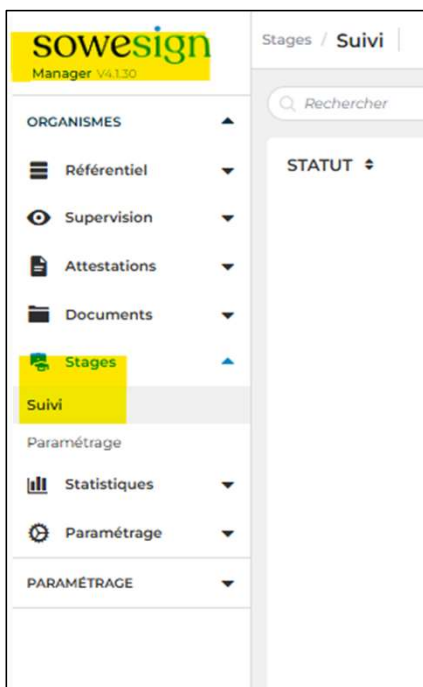 sowesign
Manager V4.1.30
ORGANISMES
Référentiel
Supervision
Attestations
Documents
Stages
Suivi
Paramétrage
Statistiques
Paramétrage
PARAMÉTRAGE
Stages / Suivi
Rechercher
STATUT